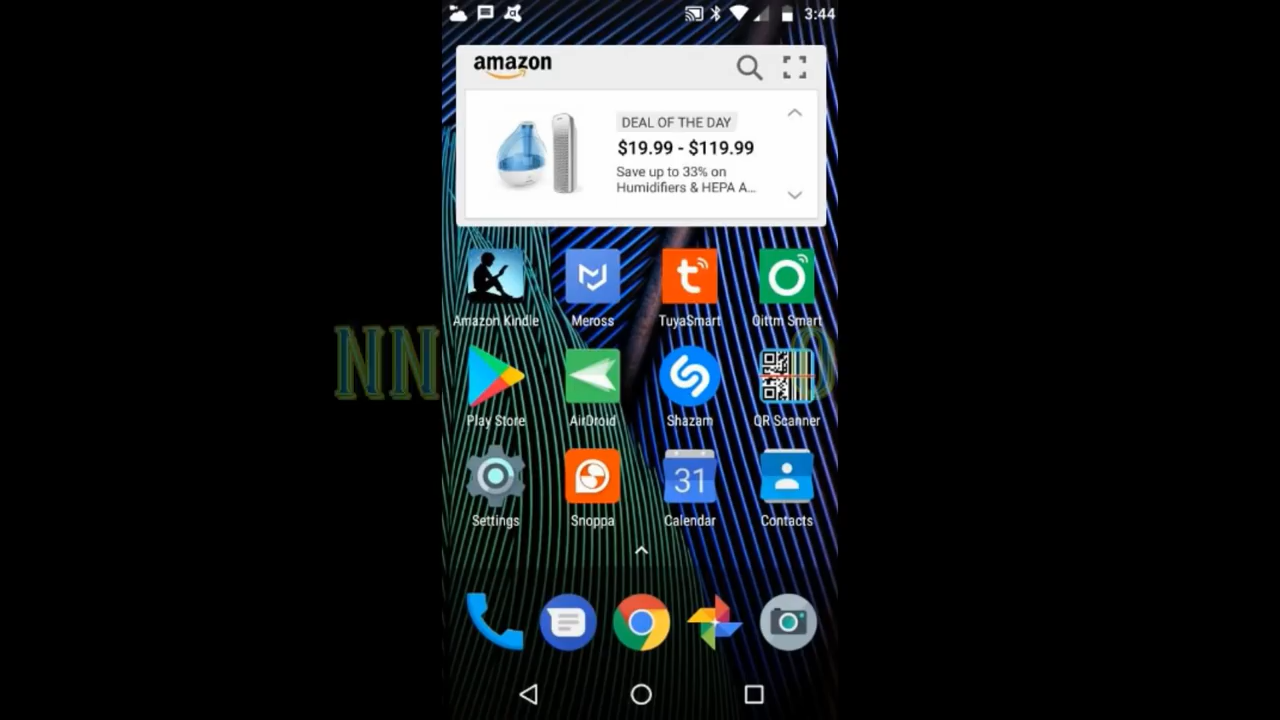 3:44
amazon
DEAL OF THE DAY
$19.99 - $119.99
Save up to 33% on
Humidifiers & HEPA A...
Amazon Kindle
Meross
TuyaSmart
Oittm Smart
NN
O
Play Store
AirDroid
Shazam
QR Scanner
31
Settings
Snoppa
Calendar
Contacts